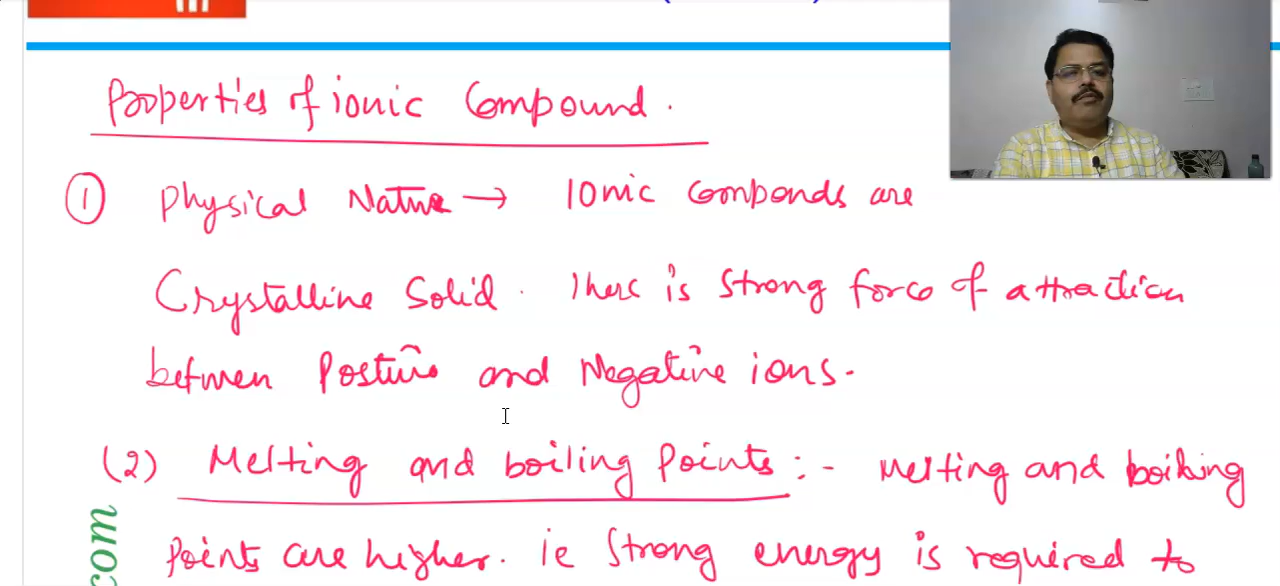 Properties of ionic Compound.
① Physical Nature → Ionic componds are
Crystalline Solid. There is strong force of attraction
between Positive and Negative ions.
(2) Melting and boiling Points :- Melting and boiling
Points are higher. ie strong energy is required to
com